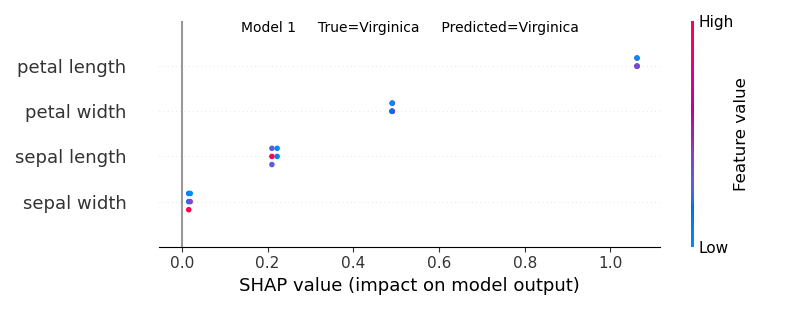 Model 1 True=Virginica Predicted=Virginica
High
petal length
petal width
sepal length
sepal width
Feature value
Low
0.0 0.2 0.4 0.6 0.8 1.0
SHAP value (impact on model output)